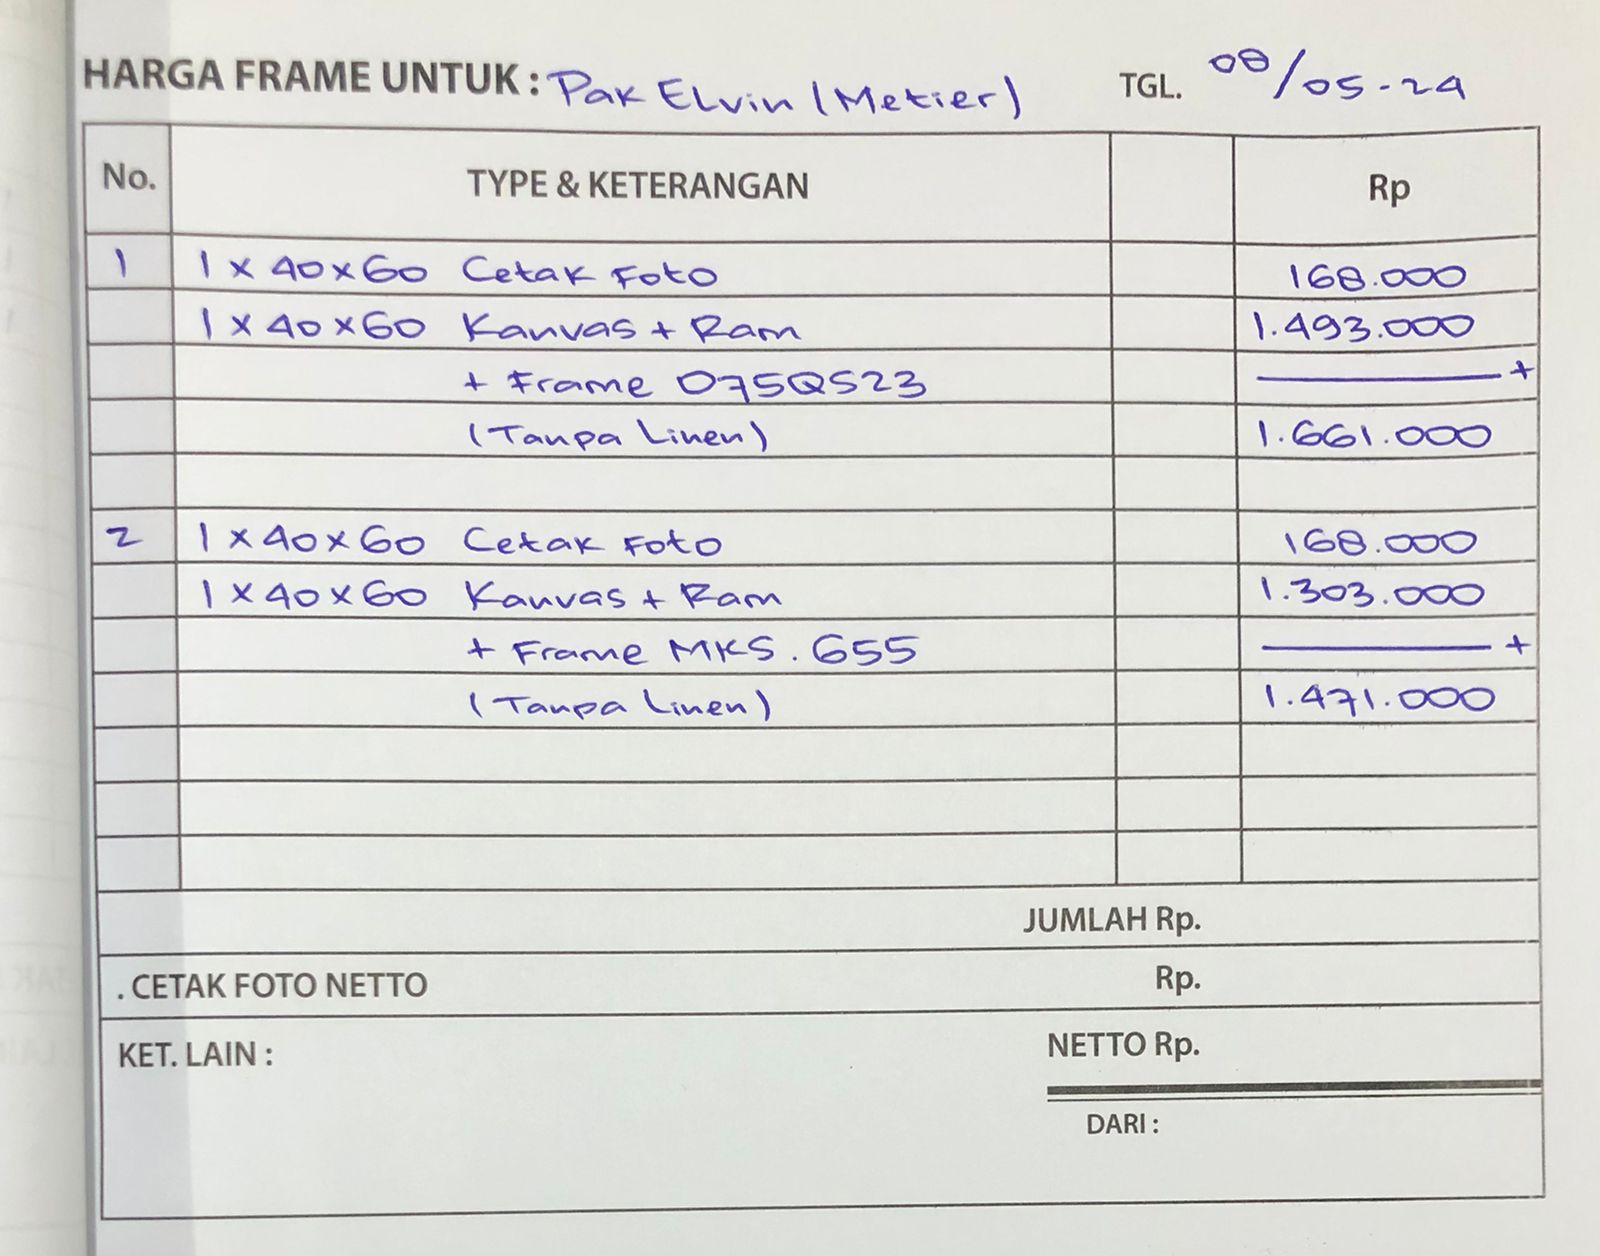 HARGA FRAME UNTUK : Pak Elvin (Metier) TGL. 08/05-24
No. TYPE & KETERANGAN Rp
1 1 x 40 x 60 Cetak Foto 168.000
1 x 40 x 60 Kanvas + Ram 1.493.000
+ Frame 075QS23 +
(Tanpa Linen) 1.661.000
2 1 x 40 x 60 Cetak Foto 168.000
1 x 40 x 60 Kanvas + Ram 1.303.000
+ Frame MKS. 655 +
(Tanpa Linen) 1.471.000
JUMLAH Rp.
. CETAK FOTO NETTO Rp.
KET. LAIN : NETTO Rp.
DARI :